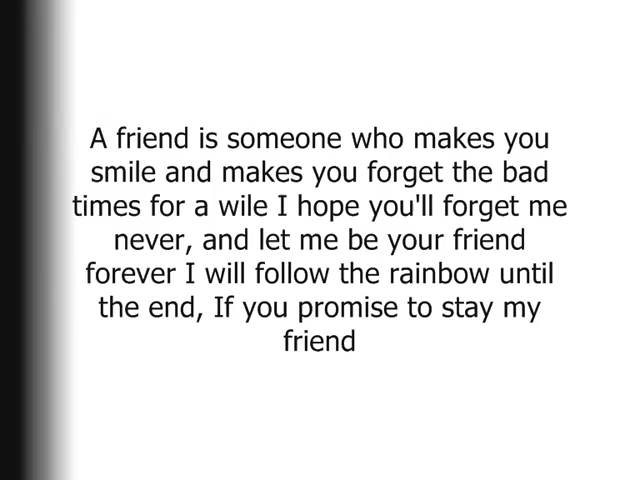 A friend is someone who makes you
smile and makes you forget the bad
times for a wile I hope you'll forget me
never, and let me be your friend
forever I will follow the rainbow until
the end, If you promise to stay my
friend